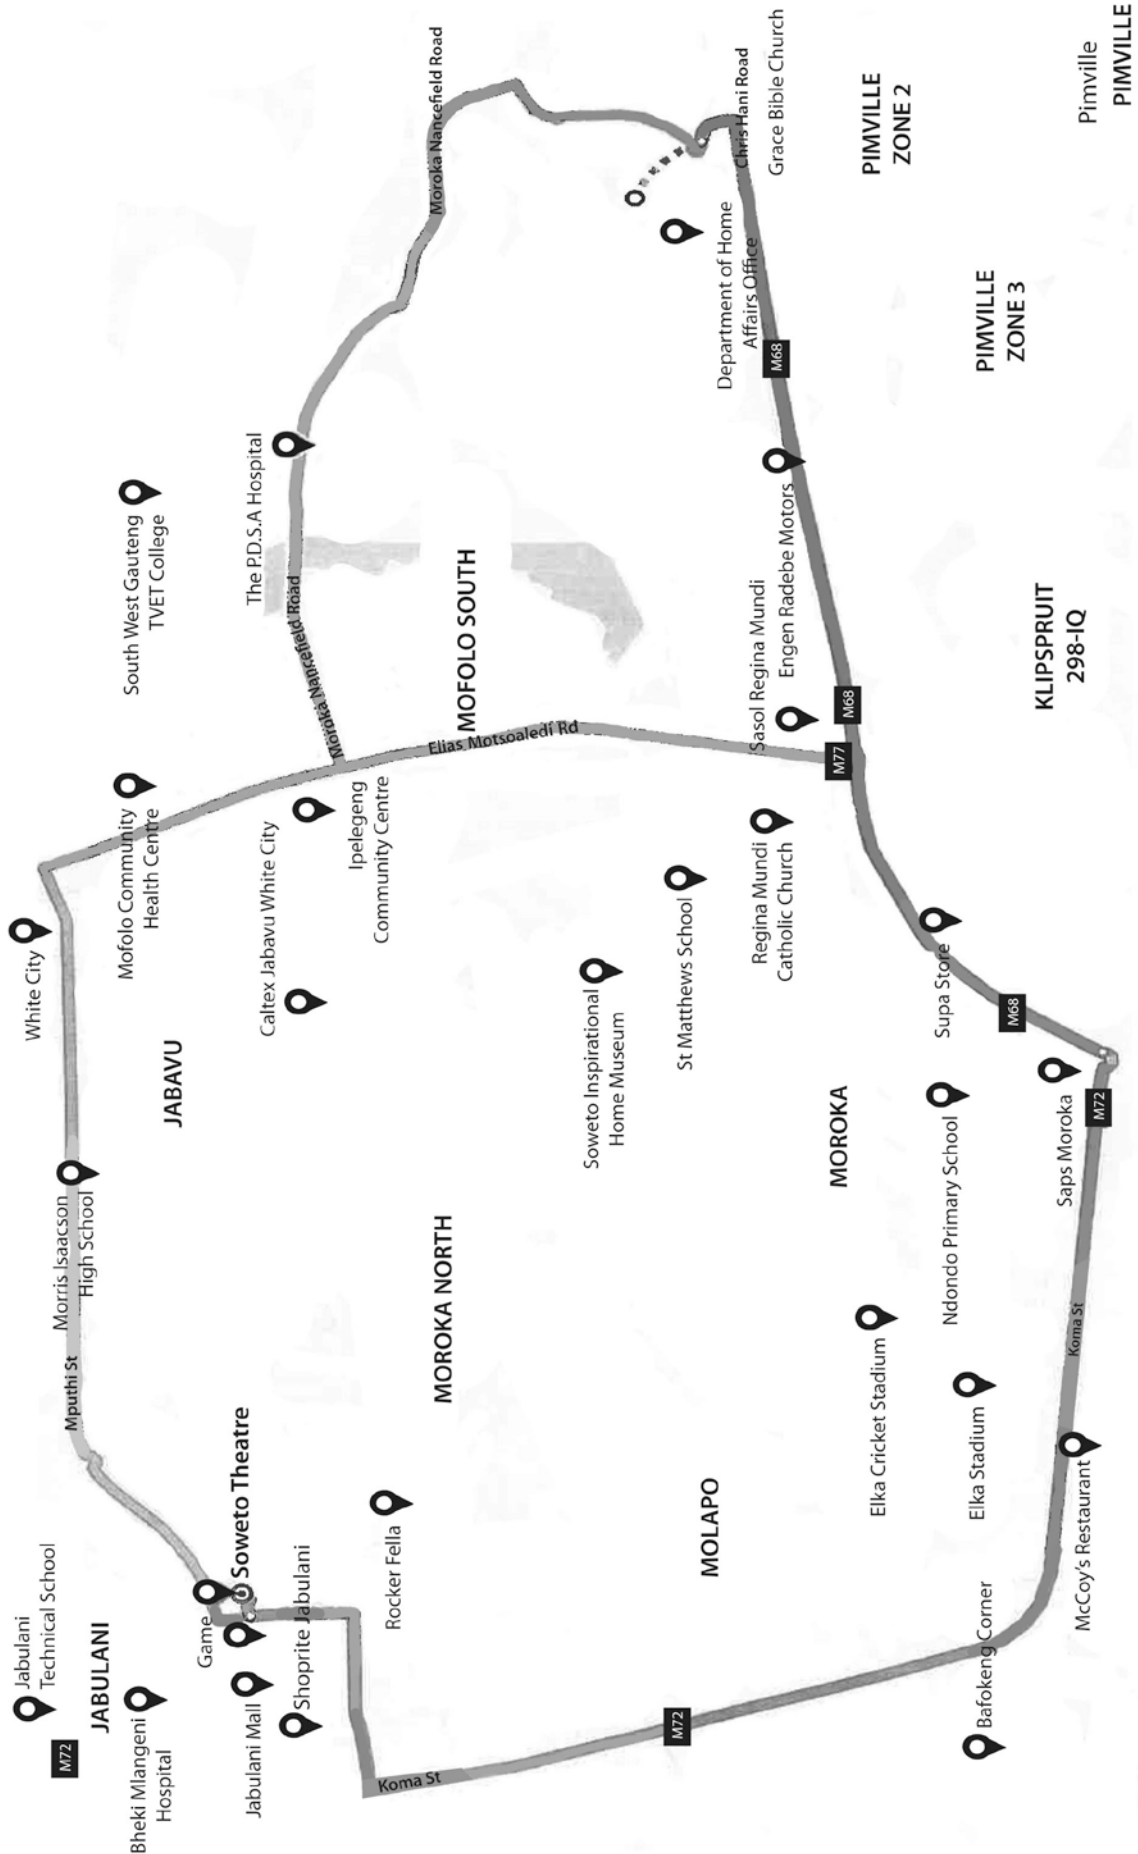 Jabulani
Technical School
M72
JABULANI
Bheki Mlangeni
Hospital
Game
Jabulani Mall
Shoprite Jabulani
Soweto Theatre
Rocker Fella
Koma St
Mputhi St
Morris Isaacson
High School
White City
JABAVU
Mofolo Community
Health Centre
South West Gauteng
TVET College
Caltex Jabavu White City
Ipelegeng
Community Centre
The P.D.S.A Hospital
Moroka Nancefield Road
Moroka Nancefield Road
Moroka Nancefield Road
MOROKA NORTH
MOFOLO SOUTH
Elias Motsoaledi Rd
Soweto Inspirational
Home Museum
St Matthews School
Regina Mundi
Catholic Church
Sasol Regina Mundi
Engen Radebe Motors
Department of Home
Affairs Office
Chris Hani Road
Grace Bible Church
M68
M68
M77
M72
MOLAPO
MOROKA
Elka Cricket Stadium
Ndondo Primary School
Supa Store
M68
Elka Stadium
Bafokeng Corner
McCoy's Restaurant
Koma St
Saps Moroka
M72
KLIPSPRUIT
298-IQ
PIMVILLE
ZONE 3
PIMVILLE
ZONE 2
Pimville
PIMVILLE